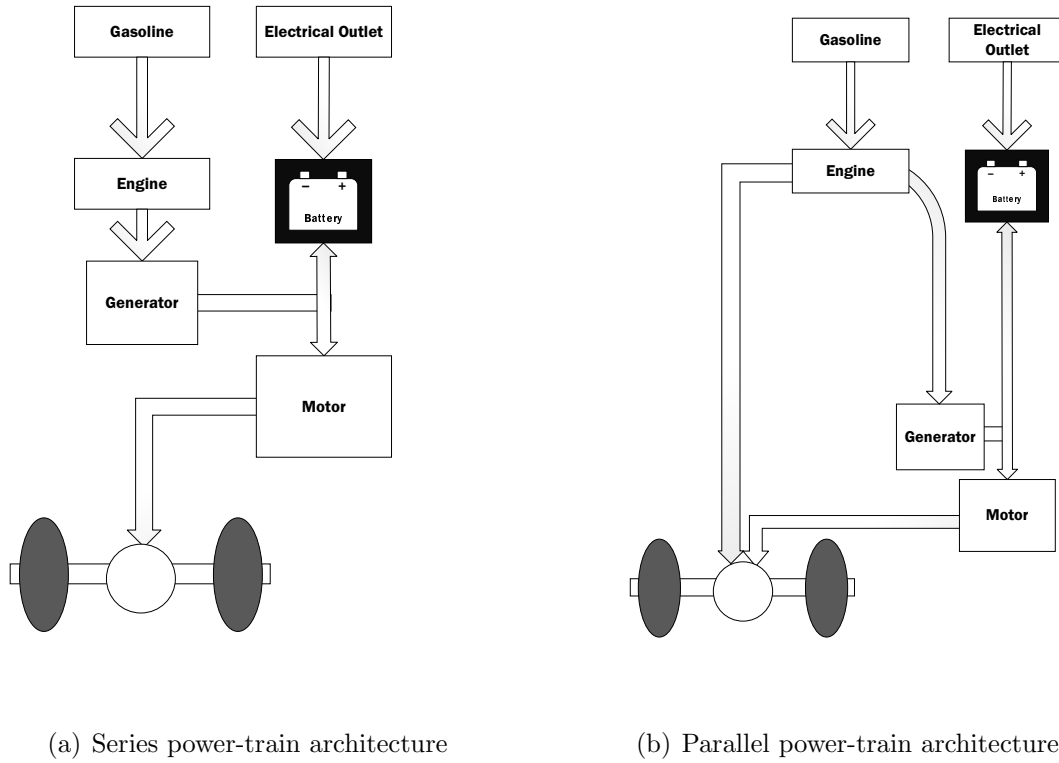 Gasoline
Electrical Outlet
Engine
– +
Battery
Generator
Motor
(a) Series power-train architecture
Gasoline
Electrical
Outlet
Engine
– +
Battery
Generator
Motor
(b) Parallel power-train architecture